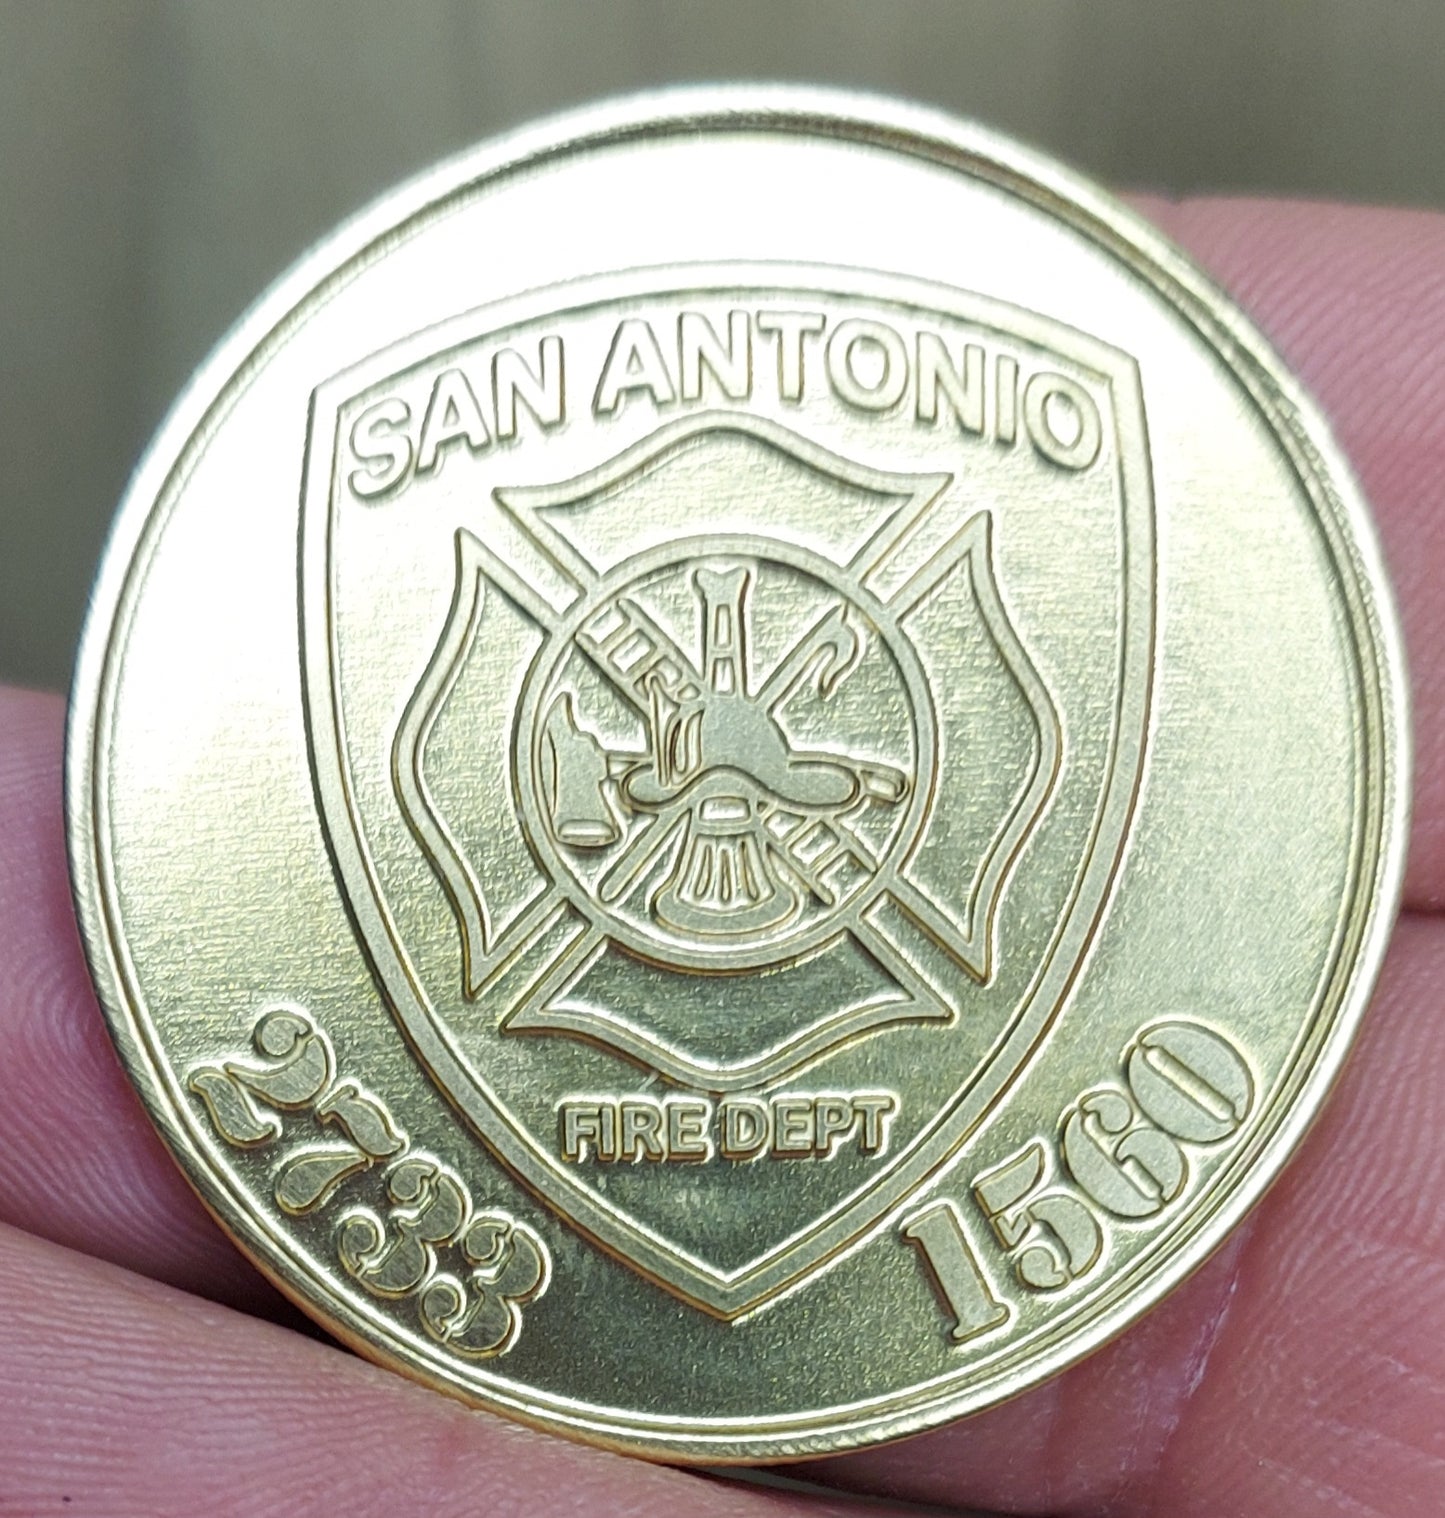 SAN ANTONIO
FIRE DEPT
2733
1560